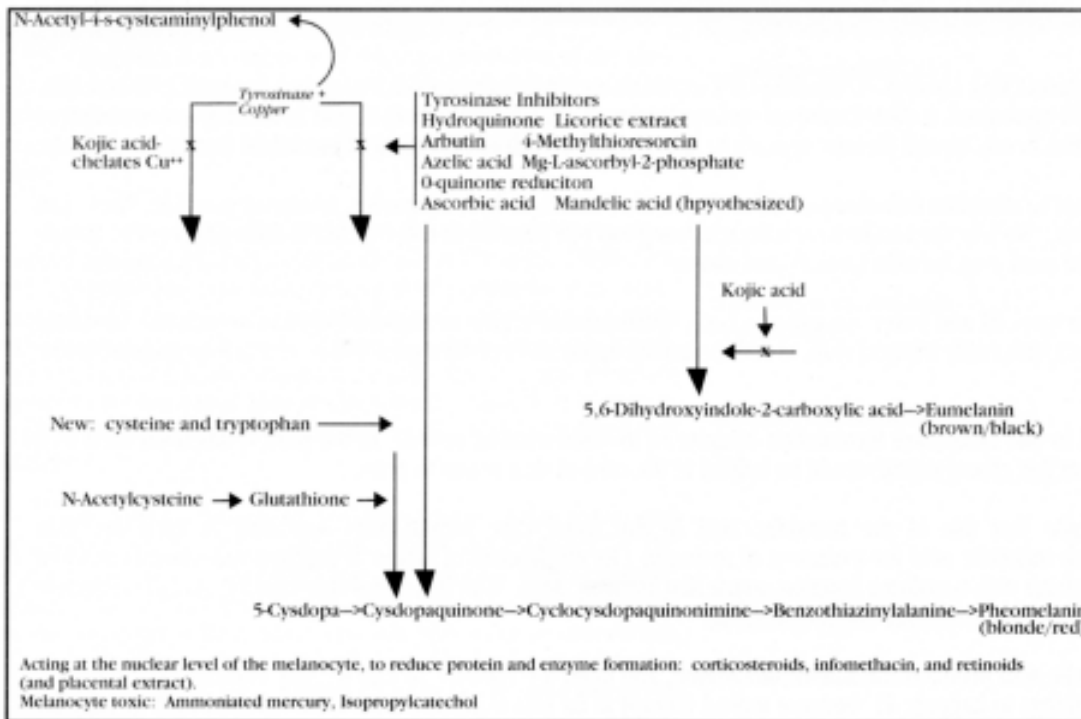 N-Acetyl-4-s-cysteaminylphenol
Tyrosinase +
Copper
Kojic acid-
chelates Cu++
x
x
Tyrosinase Inhibitors
Hydroquinone Licorice extract
Arbutin 4-Methylthioresorcin
Azelic acid Mg-L-ascorbyl-2-phosphate
0-quinone reduciton
Ascorbic acid Mandelic acid (hpyothesized)
Kojic acid
x
5,6-Dihydroxyindole-2-carboxylic acid→Eumelanin
(brown/black)
New: cysteine and tryptophan
N-Acetylcysteine → Glutathione →
5-Cysdopa→Cysdopaquinone→Cyclocysdopaquinonimine→Benzothiazinylalanine→Pheomelanin
(blonde/red)
Acting at the nuclear level of the melanocyte, to reduce protein and enzyme formation: corticosteroids, infomethacin, and retinoids
(and placental extract).
Melanocyte toxic: Ammoniated mercury, Isopropylcatechol